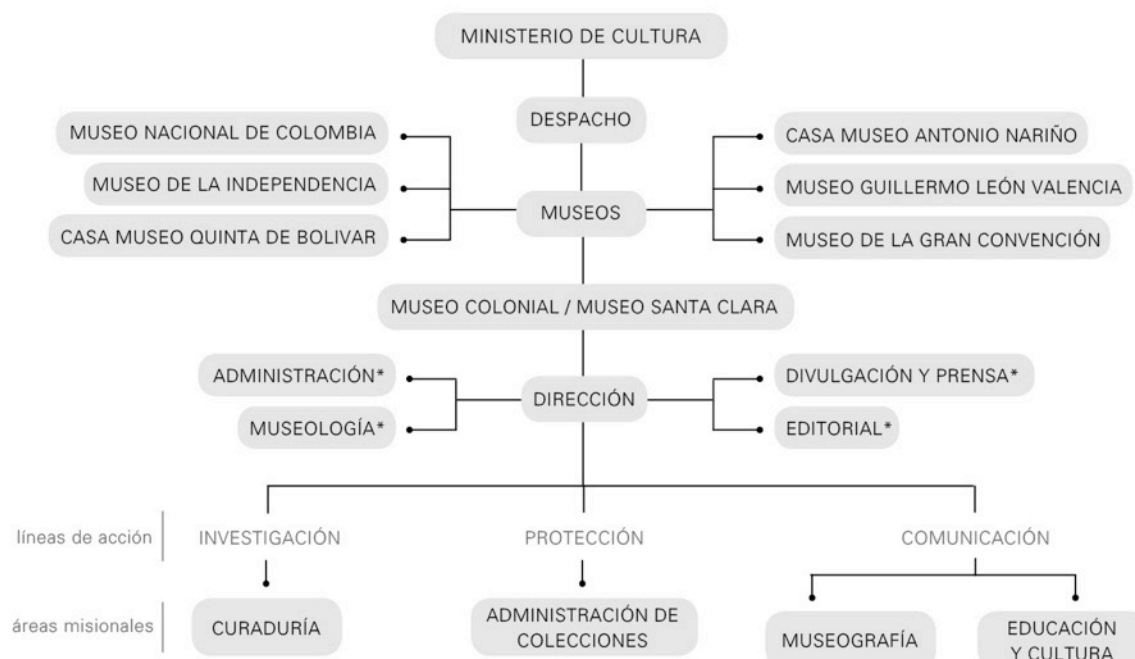 MINISTERIO DE CULTURA
DESPACHO
MUSEO NACIONAL DE COLOMBIA
CASA MUSEO ANTONIO NARIÑO
MUSEO DE LA INDEPENDENCIA
MUSEO GUILLERMO LEÓN VALENCIA
MUSEOS
CASA MUSEO QUINTA DE BOLIVAR
MUSEO DE LA GRAN CONVENCIÓN
MUSEO COLONIAL / MUSEO SANTA CLARA
ADMINISTRACIÓN*
DIVULGACIÓN Y PRENSA*
DIRECCIÓN
MUSEOLOGÍA*
EDITORIAL*
líneas de acción
INVESTIGACIÓN
PROTECCIÓN
COMUNICACIÓN
áreas misionales
CURADURÍA
ADMINISTRACIÓN DE
COLECCIONES
MUSEOGRAFÍA
EDUCACIÓN
Y CULTURA